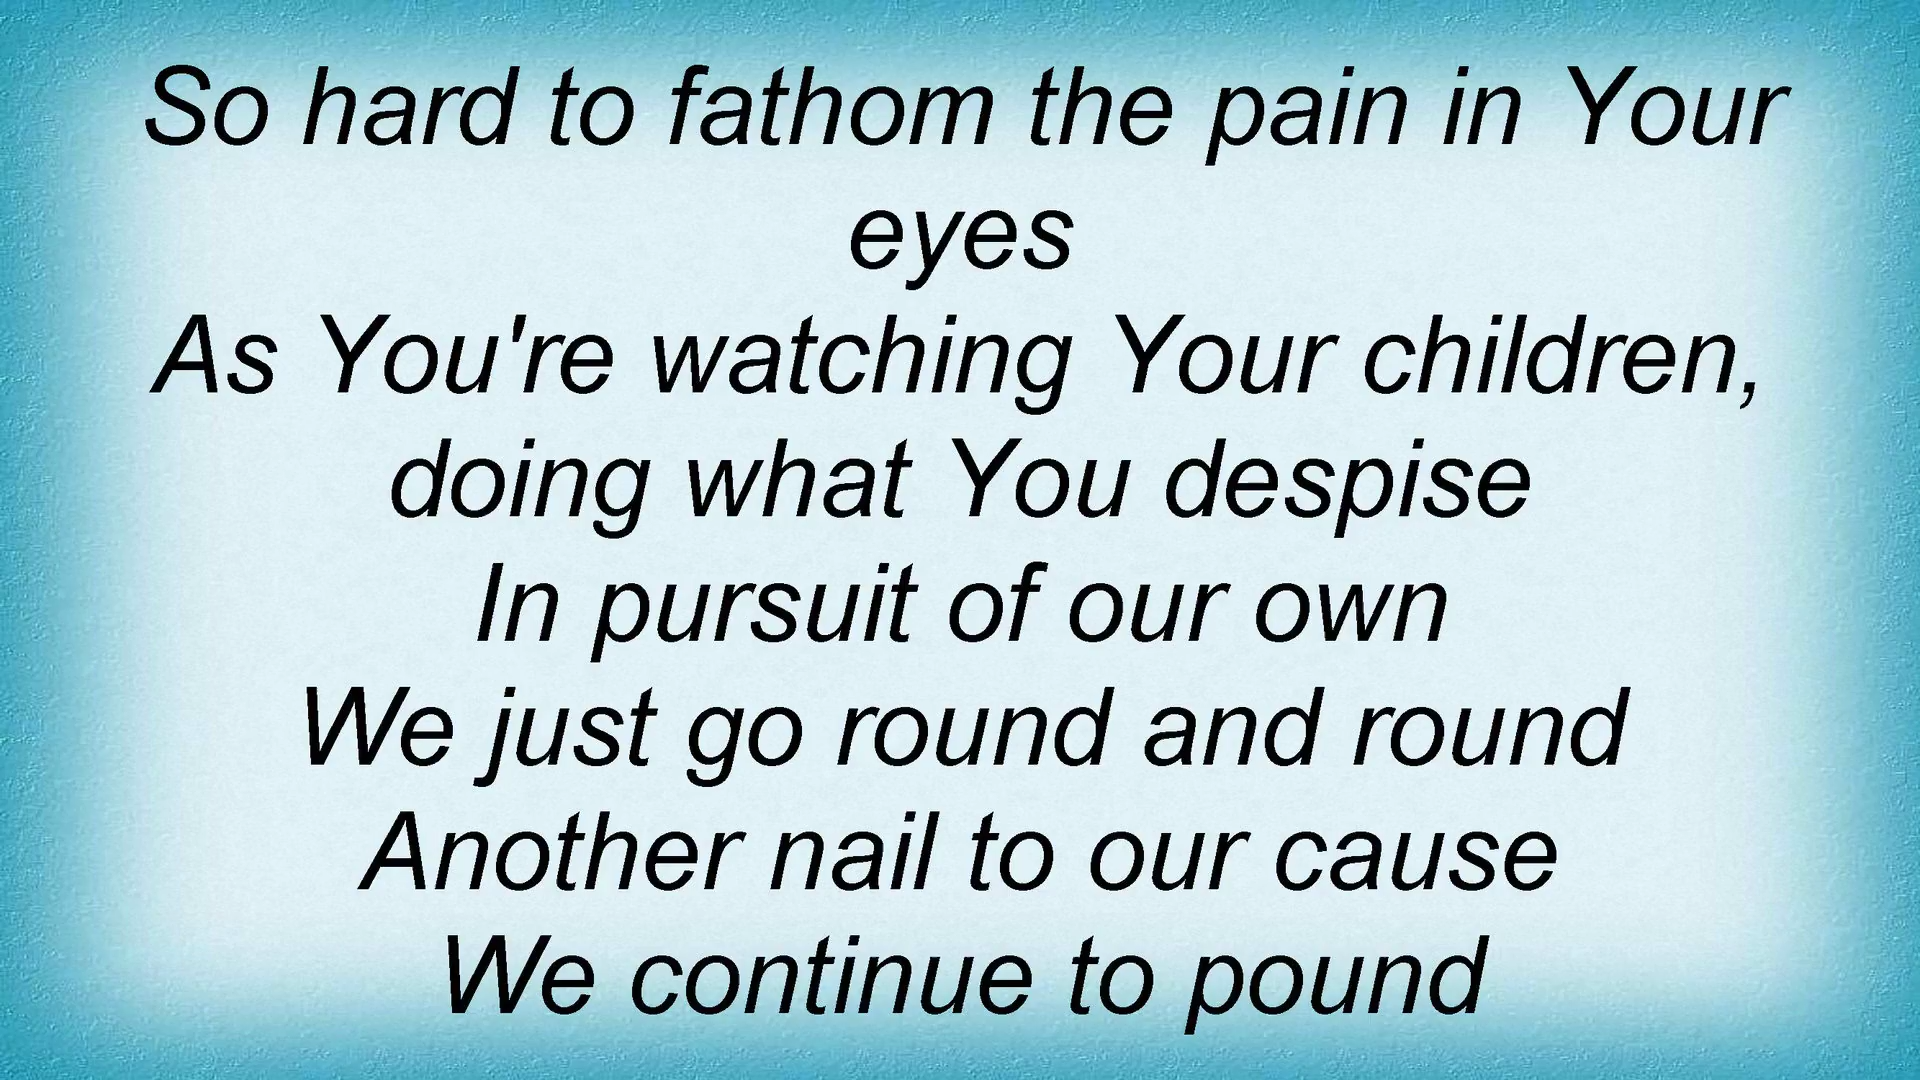 So hard to fathom the pain in Your
eyes
As You're watching Your children,
doing what You despise
In pursuit of our own
We just go round and round
Another nail to our cause
We continue to pound